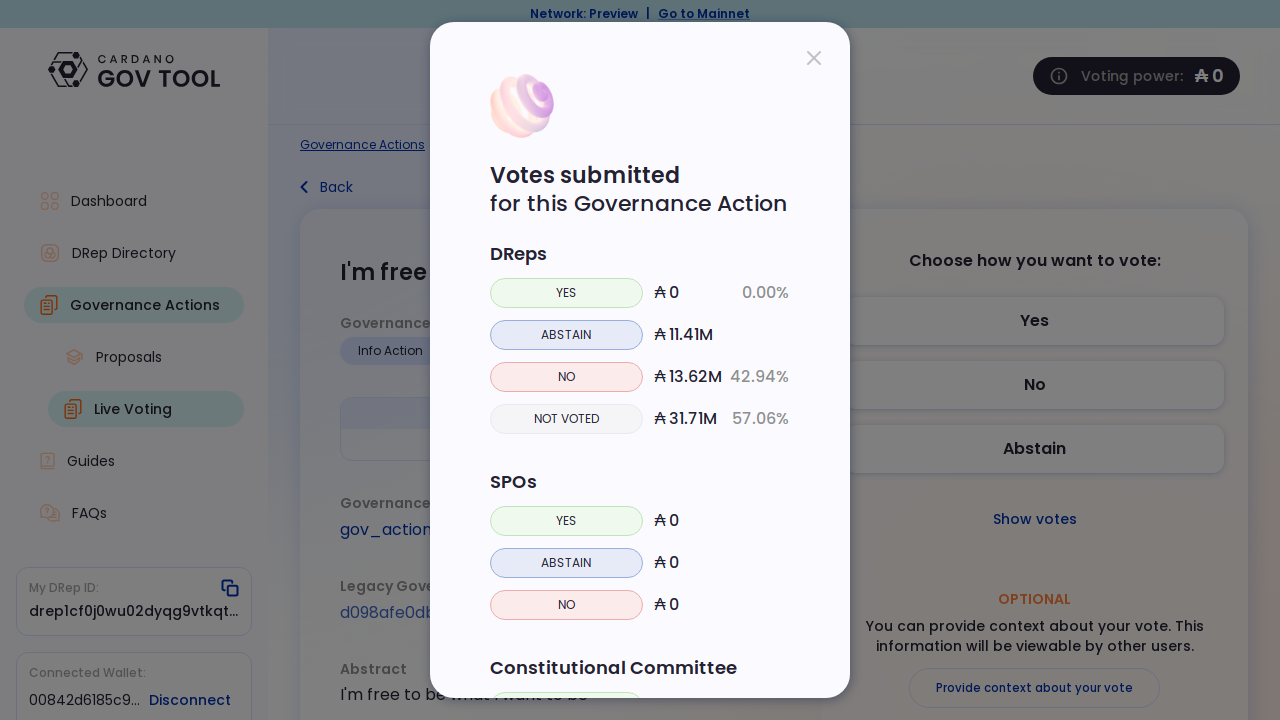 Network: Preview | Go to Mainnet
CARDANO
GOV TOOL
Voting power: ₳ 0
Governance Actions
Back
Dashboard
DRep Directory
Governance Actions
Proposals
Live Voting
Guides
FAQs
My DRep ID:
drep1cf0j0wu02dyqg9vtkqt...
Connected Wallet:
00842d6185c9... Disconnect
I'm free
Governance
Info Action
Governance
gov_action
Legacy Gove
d098afe0db
Abstract
I'm free to be what I want to be
Votes submitted
for this Governance Action
DReps
YES ₳ 0 0.00%
ABSTAIN ₳ 11.41M
NO ₳ 13.62M 42.94%
NOT VOTED ₳ 31.71M 57.06%
SPOs
YES ₳ 0
ABSTAIN ₳ 0
NO ₳ 0
Constitutional Committee
Choose how you want to vote:
Yes
No
Abstain
Show votes
OPTIONAL
You can provide context about your vote. This
information will be viewable by other users.
Provide context about your vote